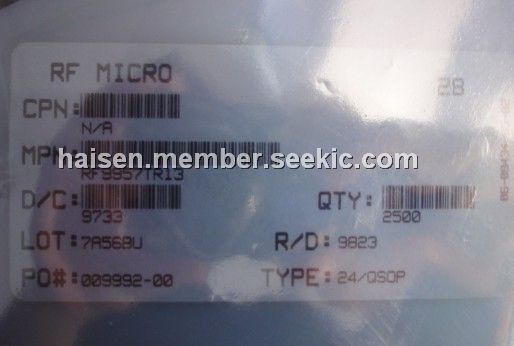 RF MICRO 28
CPN:
N/A
MPN
haisen.member.seekic.com
RF9957TR13
D/C: QTY:
9733 2500
LOT: 7A568U R/D: 9823
PO#: 009992-00 TYPE: 24/QSOP